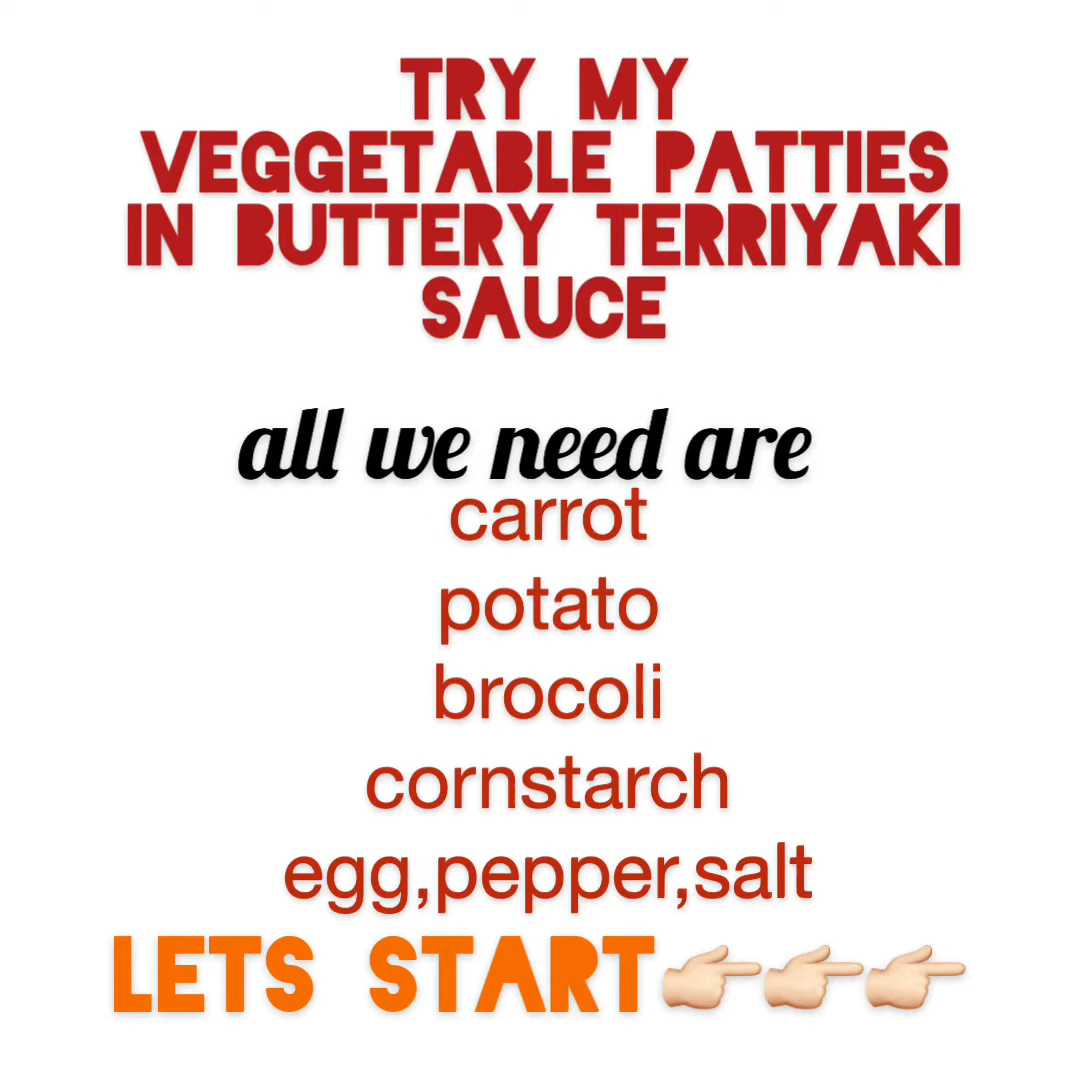 TRY MY
VEGGETABLE PATTIES
IN BUTTERY TERRIYAKI
SAUCE
all we need are
carrot
potato
brocoli
cornstarch
egg,pepper,salt
LETS START👉🏻👉🏻👉🏻